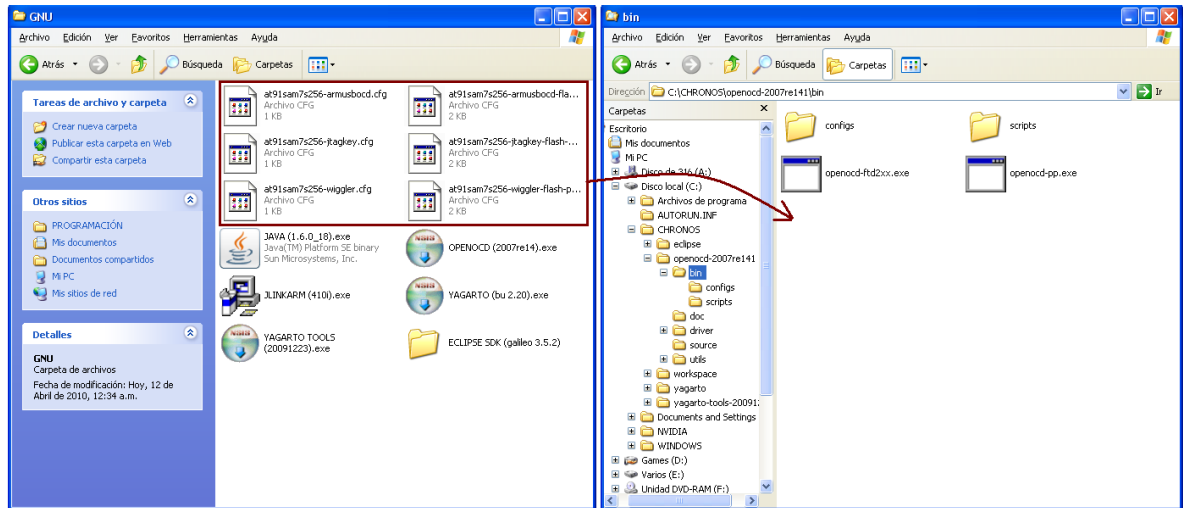 GNU
Archivo Edición Ver Favoritos Herramientas Ayuda
Atrás Búsqueda Carpetas
Tareas de archivo y carpeta
Crear nueva carpeta
Publicar esta carpeta en Web
Compartir esta carpeta
Otros sitios
PROGRAMACIÓN
Mis documentos
Documentos compartidos
Mi PC
Mis sitios de red
Detalles
GNU
Carpeta de archivos
Fecha de modificación: Hoy, 12 de
Abril de 2010, 12:34 a.m.
at91sam7s256-armusbocd.cfg
Archivo CFG
1 KB
at91sam7s256-armusbocd-fla...
Archivo CFG
2 KB
at91sam7s256-jtagkey.cfg
Archivo CFG
1 KB
at91sam7s256-jtagkey-flash-...
Archivo CFG
2 KB
at91sam7s256-wiggler.cfg
Archivo CFG
1 KB
at91sam7s256-wiggler-flash-p...
Archivo CFG
2 KB
JAVA (1.6.0_18).exe
Java(TM) Platform SE binary
Sun Microsystems, Inc.
OPENOCD (2007re14).exe
JLINKARM (410i).exe
YAGARTO (bu 2.20).exe
YAGARTO TOOLS
(20091223).exe
ECLIPSE SDK (galileo 3.5.2)
bin
Archivo Edición Ver Favoritos Herramientas Ayuda
Atrás Búsqueda Carpetas
Dirección C:\CHRONOS\openocd-2007re141\bin Ir
Carpetas
Escritorio
Mis documentos
Mi PC
Disco de 3½ (A:)
Disco local (C:)
Archivos de programa
AUTORUN.INF
CHRONOS
eclipse
openocd-2007re141
bin
configs
scripts
doc
driver
source
utils
workspace
yagarto
yagarto-tools-20091:
Documents and Settings
NVIDIA
WINDOWS
Games (D:)
Varios (E:)
Unidad DVD-RAM (F:)
configs
scripts
openocd-ftd2xx.exe
openocd-pp.exe